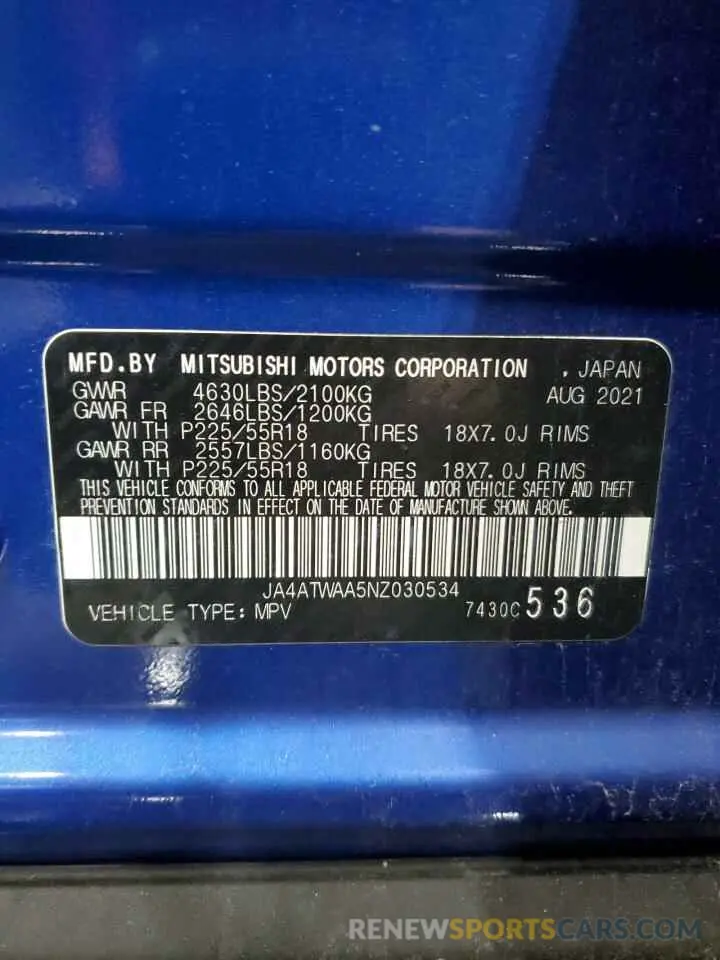 MFD.BY MITSUBISHI MOTORS CORPORATION , JAPAN
GVWR 4630LBS/2100KG AUG 2021
GAWR FR 2646LBS/1200KG
WITH P225/55R18 TIRES 18X7.0J RIMS
GAWR RR 2557LBS/1160KG
WITH P225/55R18 TIRES 18X7.0J RIMS
THIS VEHICLE CONFORMS TO ALL APPLICABLE FEDERAL MOTOR VEHICLE SAFETY AND THEFT
PREVENTION STANDARDS IN EFFECT ON THE DATE OF MANUFACTURE SHOWN ABOVE.
JA4ATWAA5NZ030534
VEHICLE TYPE: MPV 7430C 536
RENEWSPORTSCARS.COM